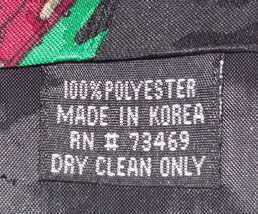 100% POLYESTER
MADE IN KOREA
RN # 73469
DRY CLEAN ONLY